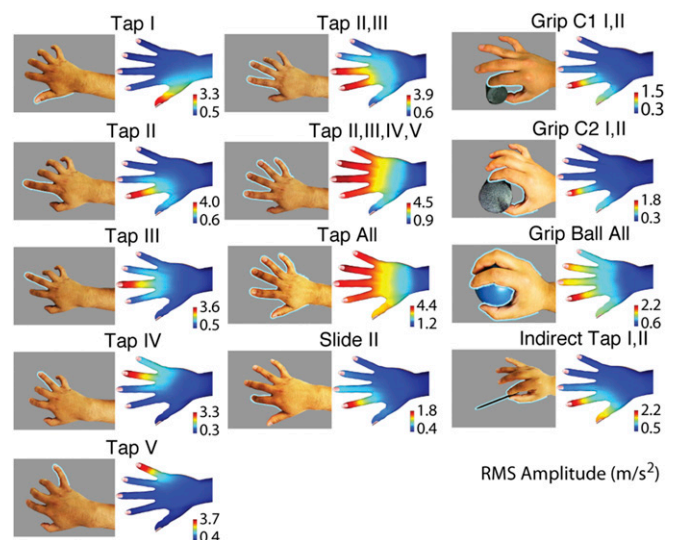 Tap I
3.3
0.5
Tap II,III
3.9
0.6
Grip C1 I,II
1.5
0.3
Tap II
4.0
0.6
Tap II,III,IV,V
4.5
0.9
Grip C2 I,II
1.8
0.3
Tap III
3.6
0.5
Tap All
4.4
1.2
Grip Ball All
2.2
0.6
Tap IV
3.3
0.3
Slide II
1.8
0.4
Indirect Tap I,II
2.2
0.5
Tap V
3.7
0.4
RMS Amplitude (m/s²)